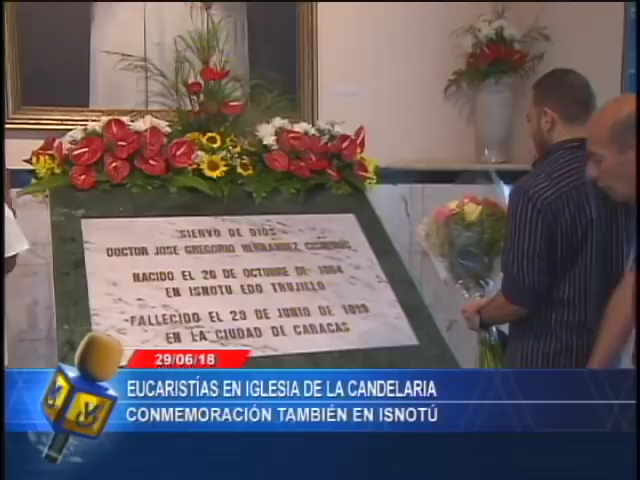 SIERVO DE DIOS
DOCTOR JOSÉ GREGORIO HERNANDEZ CISNEROS
NACIDO EL 26 DE OCTUBRE DE 1864
EN ISNOTU EDO TRUJILLO
FALLECIDO EL 29 DE JUNIO DE 1919
EN LA CIUDAD DE CARACAS
29/06/18
EUCARISTÍAS EN IGLESIA DE LA CANDELARIA
CONMEMORACIÓN TAMBIÉN EN ISNOTÚ